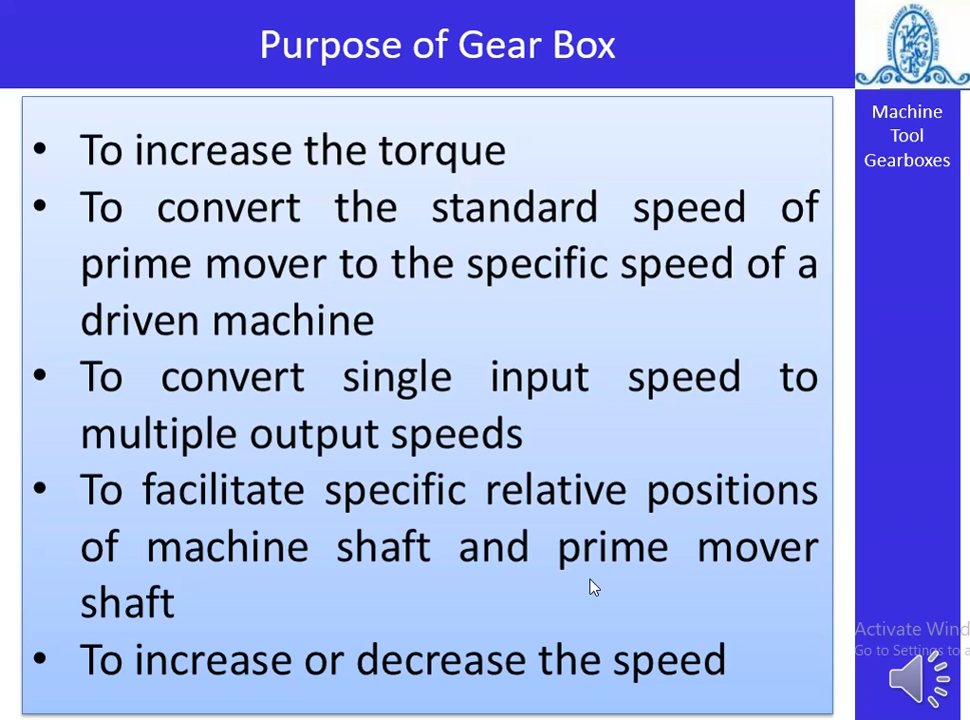 Purpose of Gear Box
Machine
Tool
Gearboxes
• To increase the torque
• To convert the standard speed of
prime mover to the specific speed of a
driven machine
• To convert single input speed to
multiple output speeds
• To facilitate specific relative positions
of machine shaft and prime mover
shaft
• To increase or decrease the speed
Activate Wind
Go to Settings to a